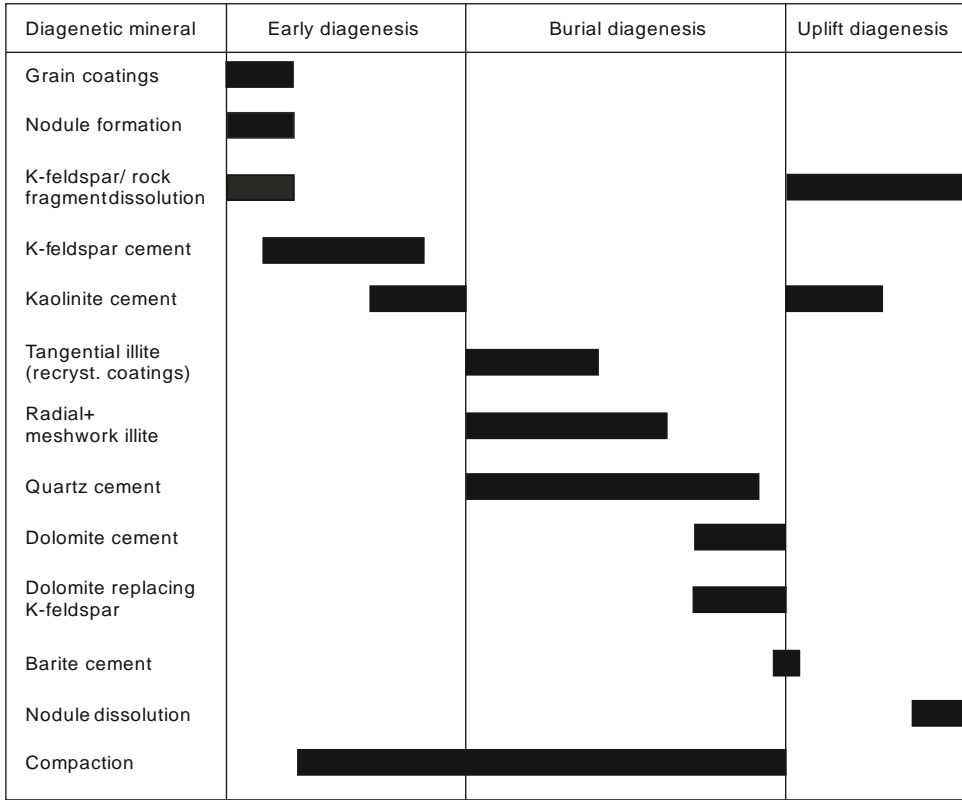 Diagenetic mineral
Early diagenesis
Burial diagenesis
Uplift diagenesis
Grain coatings
Nodule formation
K-feldspar/ rock
fragment dissolution
K-feldspar cement
Kaolinite cement
Tangential illite
(recryst. coatings)
Radial+
meshwork illite
Quartz cement
Dolomite cement
Dolomite replacing
K-feldspar
Barite cement
Nodule dissolution
Compaction